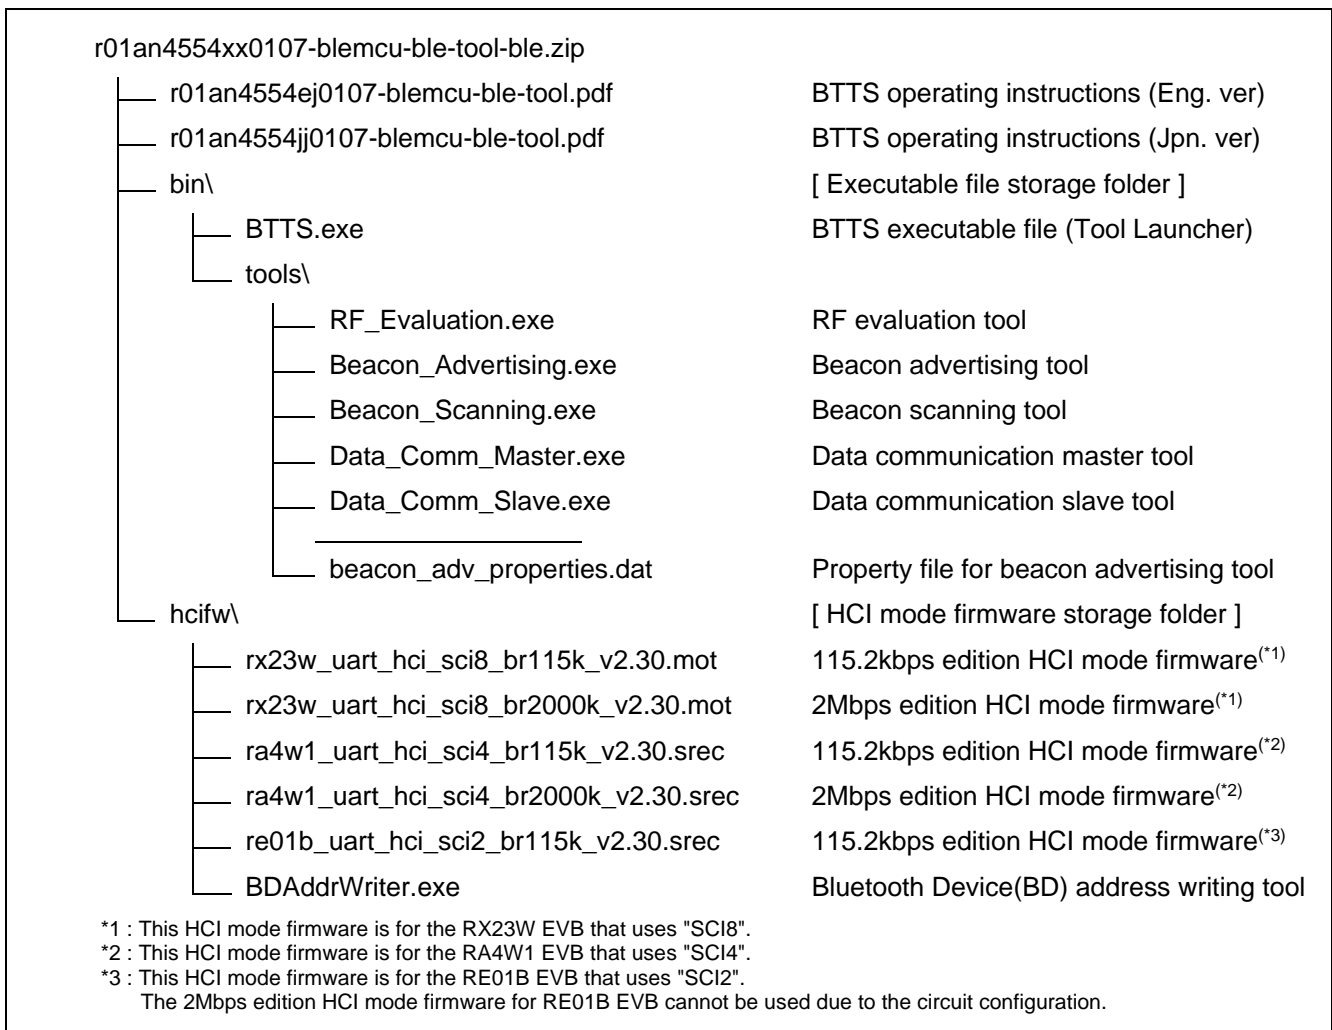 r01an4554xx0107-blemcu-ble-tool-ble.zip
r01an4554ej0107-blemcu-ble-tool.pdf BTTS operating instructions (Eng. ver)
r01an4554jj0107-blemcu-ble-tool.pdf BTTS operating instructions (Jpn. ver)
bin\ [ Executable file storage folder ]
BTTS.exe BTTS executable file (Tool Launcher)
tools\
RF_Evaluation.exe RF evaluation tool
Beacon_Advertising.exe Beacon advertising tool
Beacon_Scanning.exe Beacon scanning tool
Data_Comm_Master.exe Data communication master tool
Data_Comm_Slave.exe Data communication slave tool
beacon_adv_properties.dat Property file for beacon advertising tool
hcifw\ [ HCI mode firmware storage folder ]
rx23w_uart_hci_sci8_br115k_v2.30.mot 115.2kbps edition HCI mode firmware(*1)
rx23w_uart_hci_sci8_br2000k_v2.30.mot 2Mbps edition HCI mode firmware(*1)
ra4w1_uart_hci_sci4_br115k_v2.30.srec 115.2kbps edition HCI mode firmware(*2)
ra4w1_uart_hci_sci4_br2000k_v2.30.srec 2Mbps edition HCI mode firmware(*2)
re01b_uart_hci_sci2_br115k_v2.30.srec 115.2kbps edition HCI mode firmware(*3)
BDAddrWriter.exe Bluetooth Device(BD) address writing tool
*1 : This HCI mode firmware is for the RX23W EVB that uses "SCI8".
*2 : This HCI mode firmware is for the RA4W1 EVB that uses "SCI4".
*3 : This HCI mode firmware is for the RE01B EVB that uses "SCI2".
The 2Mbps edition HCI mode firmware for RE01B EVB cannot be used due to the circuit configuration.